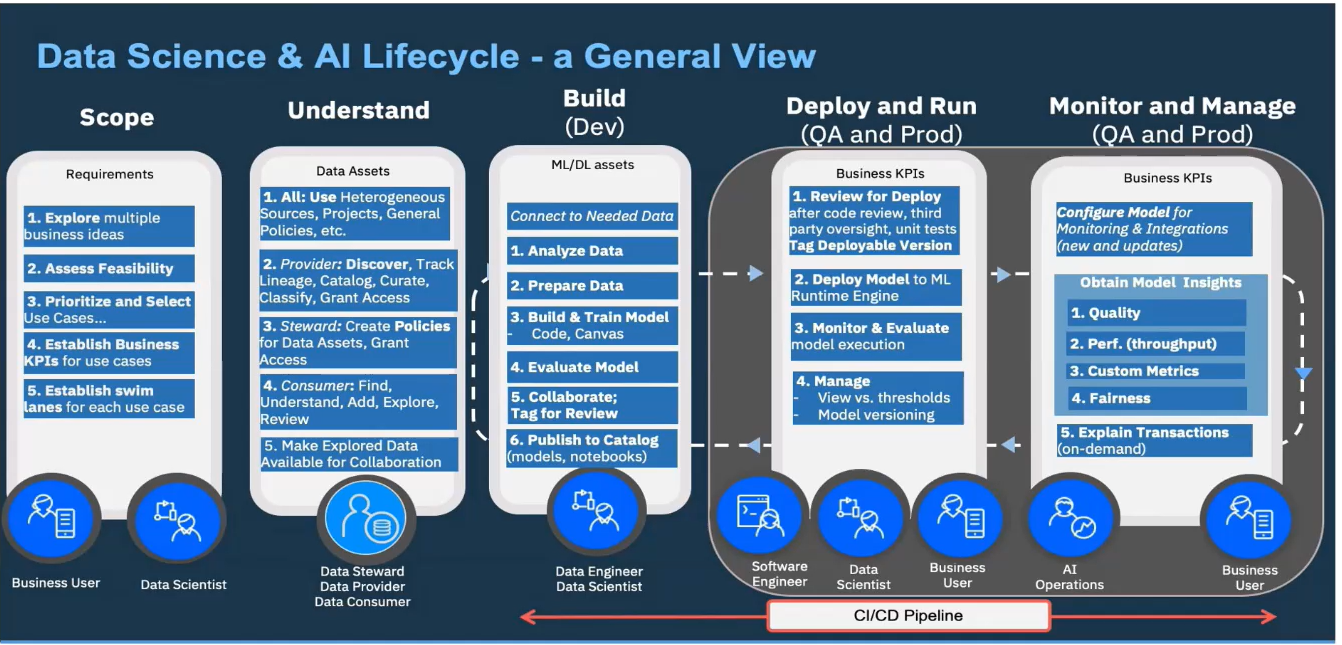 Data Science & AI Lifecycle - a General View
Scope
Requirements
1. Explore multiple
business ideas
2. Assess Feasibility
3. Prioritize and Select
Use Cases...
4. Establish Business
KPIs for use cases
5. Establish swim
lanes for each use case
Business User
Data Scientist
Understand
Data Assets
1. All: Use Heterogeneous
Sources, Projects, General
Policies, etc.
2. Provider: Discover, Track
Lineage, Catalog, Curate,
Classify, Grant Access
3. Steward: Create Policies
for Data Assets, Grant
Access
4. Consumer: Find,
Understand, Add, Explore,
Review
5. Make Explored Data
Available for Collaboration
Data Steward
Data Provider
Data Consumer
Build
(Dev)
ML/DL assets
Connect to Needed Data
1. Analyze Data
2. Prepare Data
3. Build & Train Model
- Code, Canvas
4. Evaluate Model
5. Collaborate;
Tag for Review
6. Publish to Catalog
(models, notebooks)
Data Engineer
Data Scientist
Deploy and Run
(QA and Prod)
Business KPIs
1. Review for Deploy
after code review, third
party oversight, unit tests
Tag Deployable Version
2. Deploy Model to ML
Runtime Engine
3. Monitor & Evaluate
model execution
4. Manage
- View vs. thresholds
- Model versioning
Software
Engineer
Data
Scientist
Business
User
Monitor and Manage
(QA and Prod)
Business KPIs
Configure Model for
Monitoring & Integrations
(new and updates)
Obtain Model Insights
1. Quality
2. Perf. (throughput)
3. Custom Metrics
4. Fairness
5. Explain Transactions
(on-demand)
AI
Operations
Business
User
CI/CD Pipeline